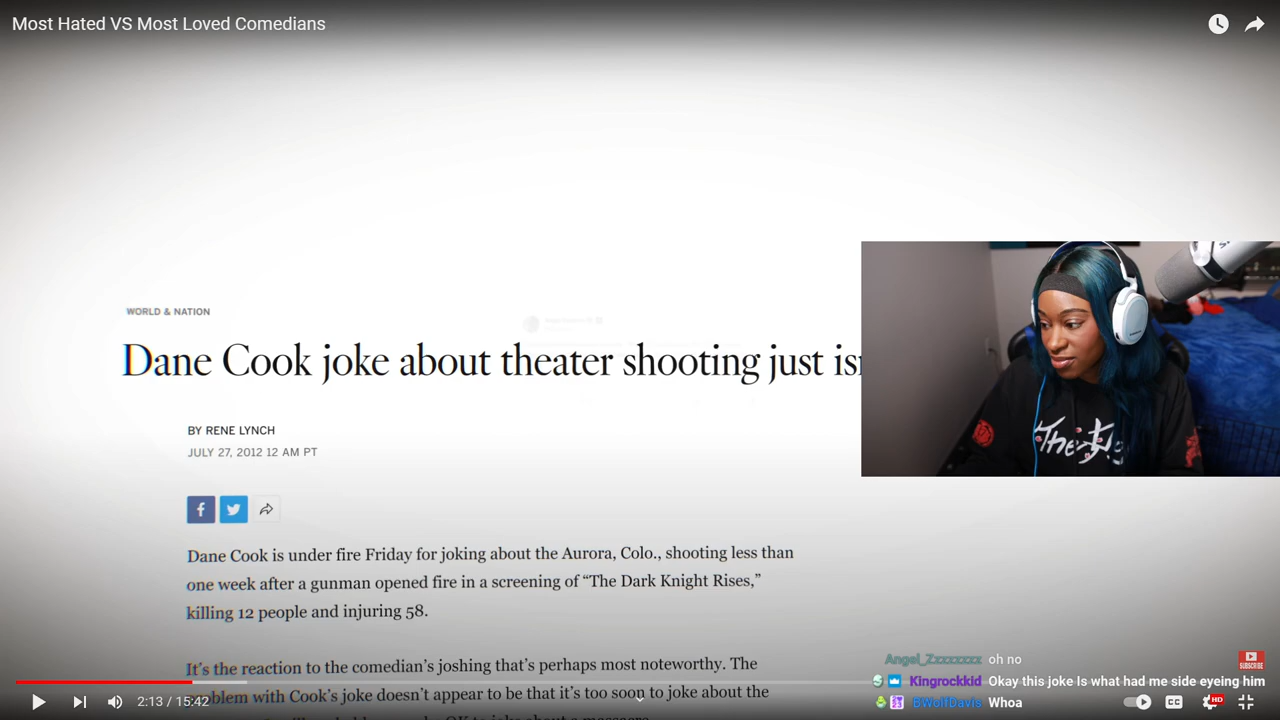 Most Hated VS Most Loved Comedians
WORLD & NATION
Dane Cook joke about theater shooting just
BY RENE LYNCH
JULY 27, 2012 12 AM PT
Dane Cook is under fire Friday for joking about the Aurora, Colo., shooting less than
one week after a gunman opened fire in a screening of “The Dark Knight Rises,”
killing 12 people and injuring 58.
It’s the reaction to the comedian’s joshing that’s perhaps most noteworthy. The
problem with Cook’s joke doesn’t appear to be that it’s too soon to joke about the
Angel_Zxzzzzzz oh no
Kingrockkid Okay this joke Is what had me side eyeing him
BWolfDavis Whoa
SUBSCRIBE
2:13 / 15:42
CC
HD